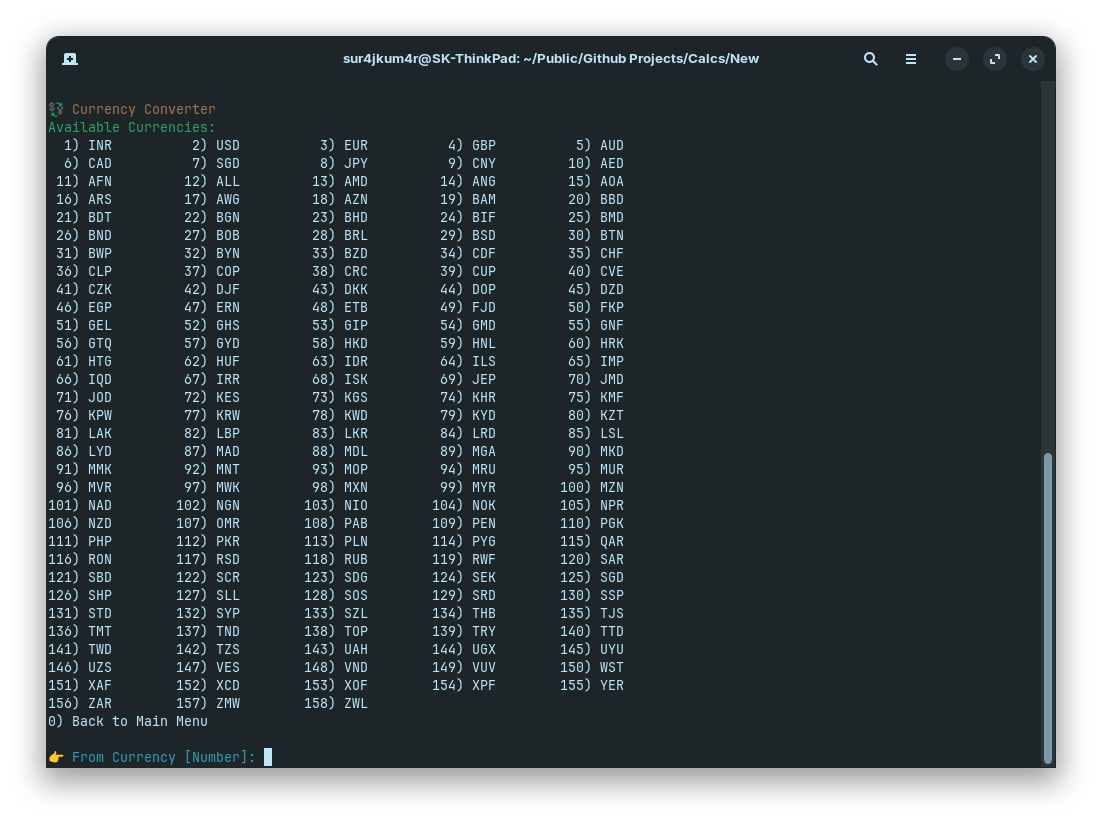 sur4jkum4r@SK-ThinkPad: ~/Public/Github Projects/Calcs/New
💱 Currency Converter
Available Currencies:
1) INR 2) USD 3) EUR 4) GBP 5) AUD
6) CAD 7) SGD 8) JPY 9) CNY 10) AED
11) AFN 12) ALL 13) AMD 14) ANG 15) AOA
16) ARS 17) AWG 18) AZN 19) BAM 20) BBD
21) BDT 22) BGN 23) BHD 24) BIF 25) BMD
26) BND 27) BOB 28) BRL 29) BSD 30) BTN
31) BWP 32) BYN 33) BZD 34) CDF 35) CHF
36) CLP 37) COP 38) CRC 39) CUP 40) CVE
41) CZK 42) DJF 43) DKK 44) DOP 45) DZD
46) EGP 47) ERN 48) ETB 49) FJD 50) FKP
51) GEL 52) GHS 53) GIP 54) GMD 55) GNF
56) GTQ 57) GYD 58) HKD 59) HNL 60) HRK
61) HTG 62) HUF 63) IDR 64) ILS 65) IMP
66) IQD 67) IRR 68) ISK 69) JEP 70) JMD
71) JOD 72) KES 73) KGS 74) KHR 75) KMF
76) KPW 77) KRW 78) KWD 79) KYD 80) KZT
81) LAK 82) LBP 83) LKR 84) LRD 85) LSL
86) LYD 87) MAD 88) MDL 89) MGA 90) MKD
91) MMK 92) MNT 93) MOP 94) MRU 95) MUR
96) MVR 97) MWK 98) MXN 99) MYR 100) MZN
101) NAD 102) NGN 103) NIO 104) NOK 105) NPR
106) NZD 107) OMR 108) PAB 109) PEN 110) PGK
111) PHP 112) PKR 113) PLN 114) PYG 115) QAR
116) RON 117) RSD 118) RUB 119) RWF 120) SAR
121) SBD 122) SCR 123) SDG 124) SEK 125) SGD
126) SHP 127) SLL 128) SOS 129) SRD 130) SSP
131) STD 132) SYP 133) SZL 134) THB 135) TJS
136) TMT 137) TND 138) TOP 139) TRY 140) TTD
141) TWD 142) TZS 143) UAH 144) UGX 145) UYU
146) UZS 147) VES 148) VND 149) VUV 150) WST
151) XAF 152) XCD 153) XOF 154) XPF 155) YER
156) ZAR 157) ZMW 158) ZWL
0) Back to Main Menu
👉 From Currency [Number]: